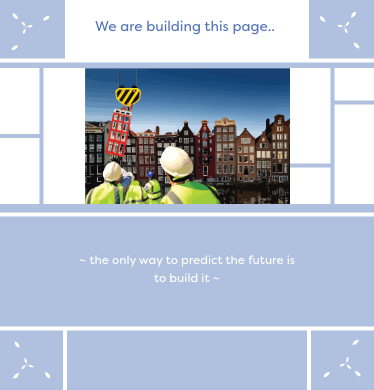 We are building this page..
~ the only way to predict the future is
to build it ~